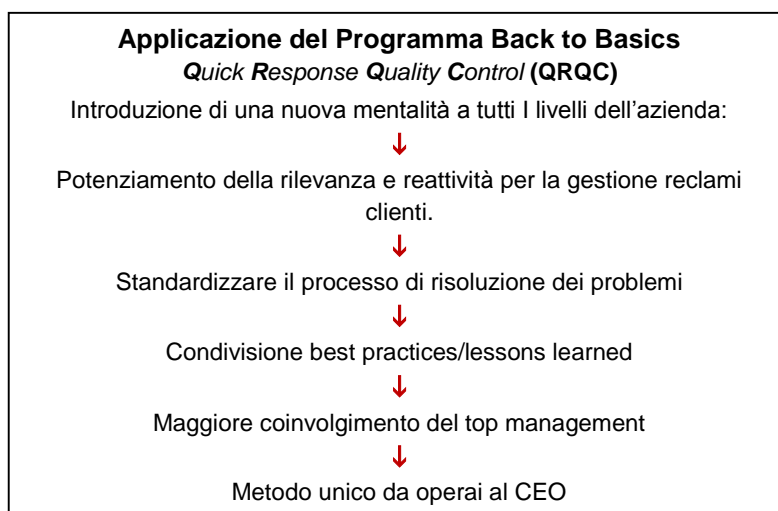 Applicazione del Programma Back to Basics
Quick Response Quality Control (QRQC)
Introduzione di una nuova mentalità a tutti I livelli dell'azienda:
↓
Potenziamento della rilevanza e reattività per la gestione reclami
clienti.
↓
Standardizzare il processo di risoluzione dei problemi
↓
Condivisione best practices/lessons learned
↓
Maggiore coinvolgimento del top management
↓
Metodo unico da operai al CEO